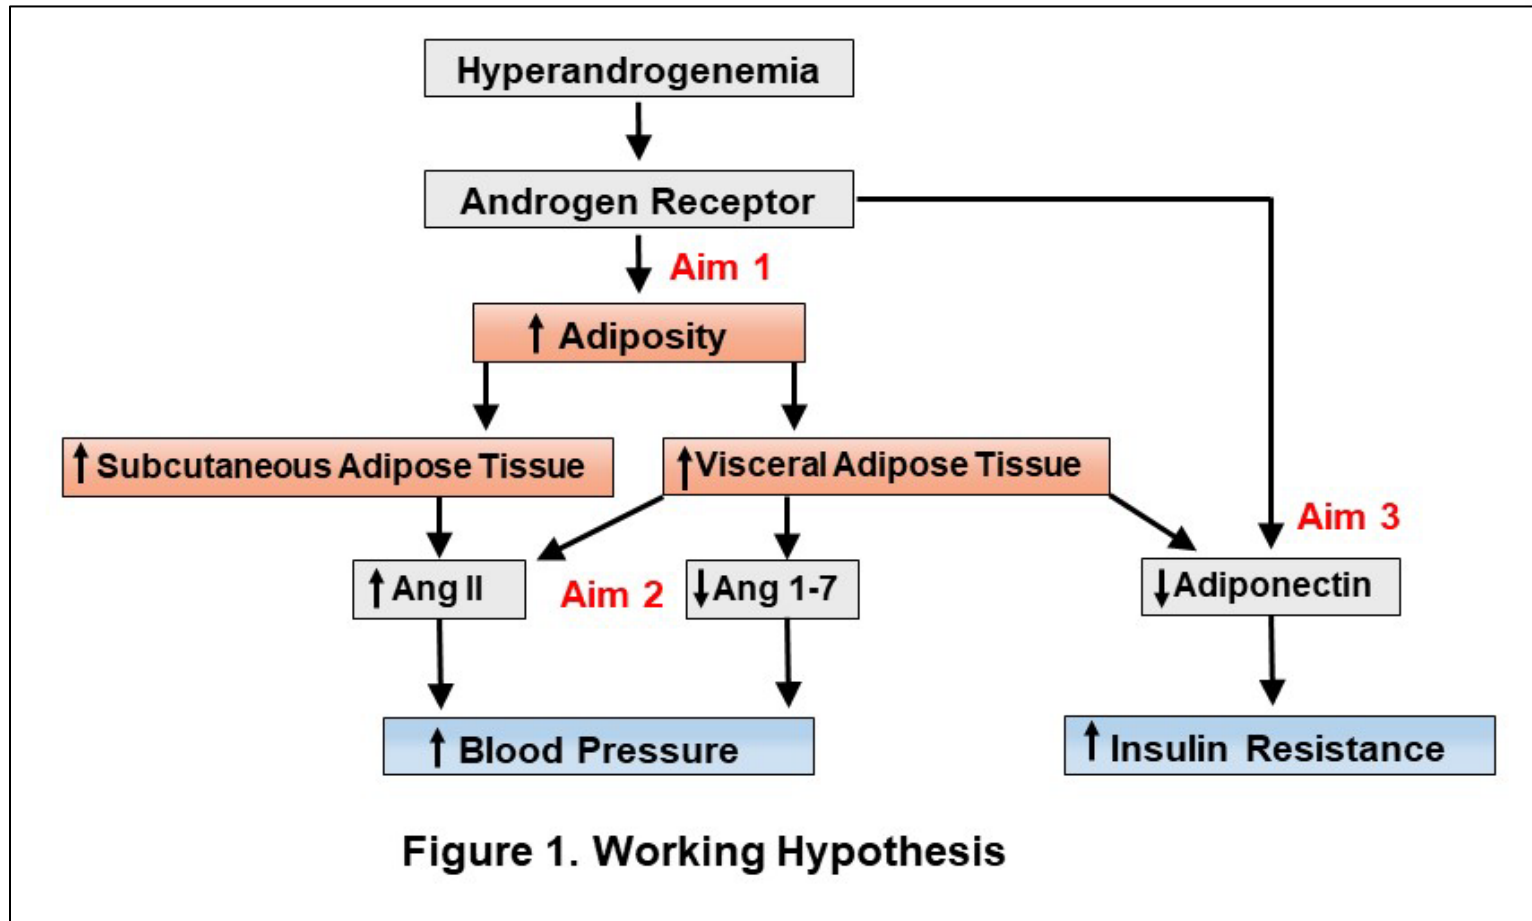 Hyperandrogenemia
Androgen Receptor
Aim 1
↑ Adiposity
↑ Subcutaneous Adipose Tissue
↑ Visceral Adipose Tissue
Aim 3
↑ Ang II
Aim 2
↓ Ang 1-7
↓ Adiponectin
↑ Blood Pressure
↑ Insulin Resistance
Figure 1. Working Hypothesis